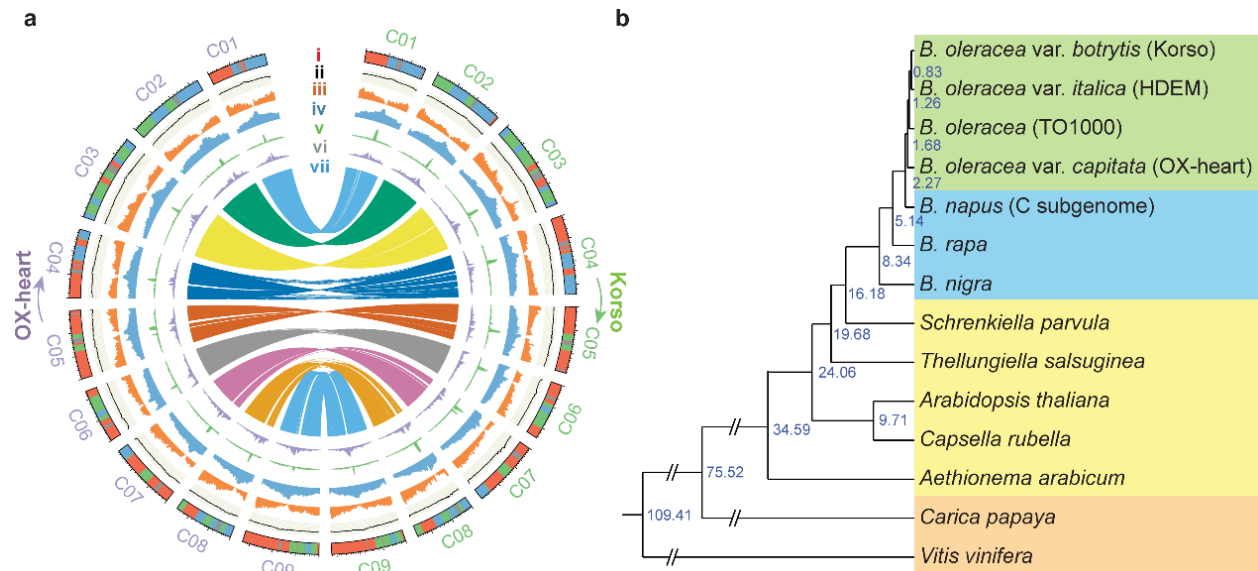 a
C01
C02
C03
C04
C05
C06
C07
C08
C09
OX-heart
i
ii
iii
iv
v
vi
vii
C01
C02
C03
C04
C05
C06
C07
C08
C09
Korso
b
B. oleracea var. botrytis (Korso)
0.83
B. oleracea var. italica (HDEM)
1.26
B. oleracea (TO1000)
1.68
B. oleracea var. capitata (OX-heart)
2.27
B. napus (C subgenome)
5.14
B. rapa
8.34
B. nigra
16.18
Schrenkiella parvula
19.68
Thellungiella salsuginea
24.06
Arabidopsis thaliana
9.71
34.59
Capsella rubella
75.52
Aethionema arabicum
109.41
Carica papaya
Vitis vinifera